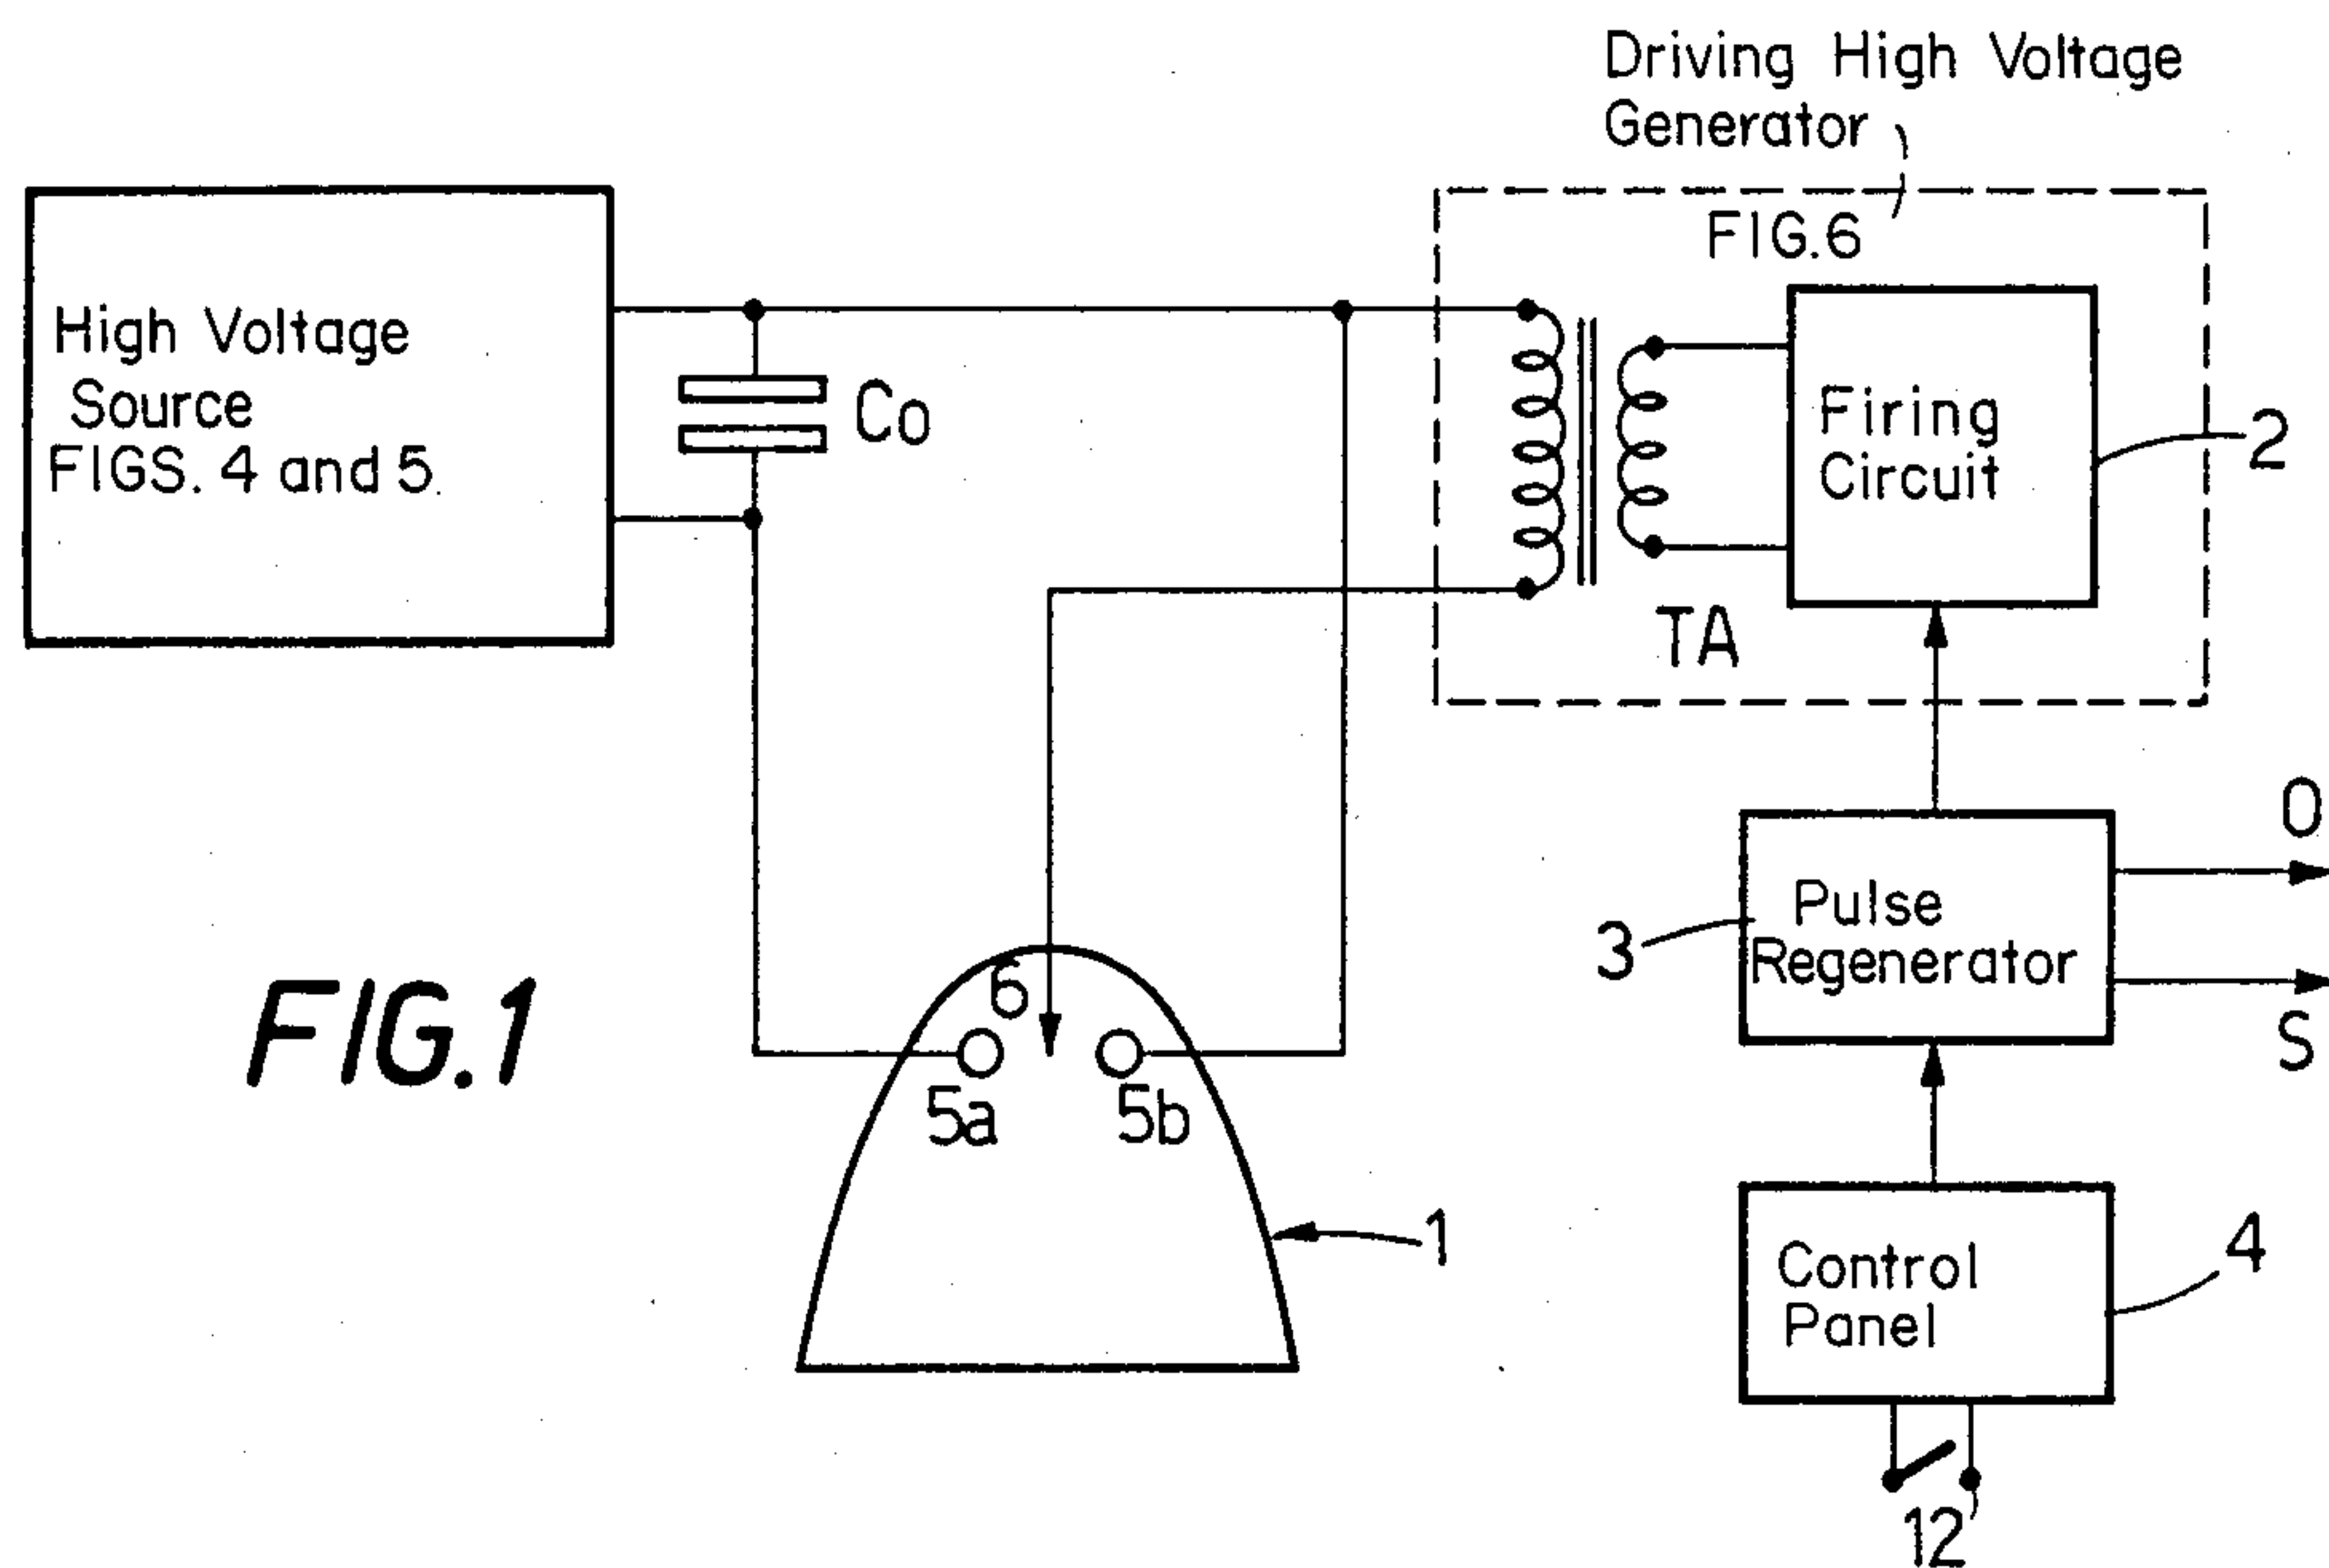 Driving High Voltage
Generator
FIG.6
High Voltage
Source
FIGS. 4 and 5.
Co
Firing
Circuit
2
TA
O
Pulse
Regenerator
3
S
6
5a
5b
FIG.1
1
Control
Panel
4
12